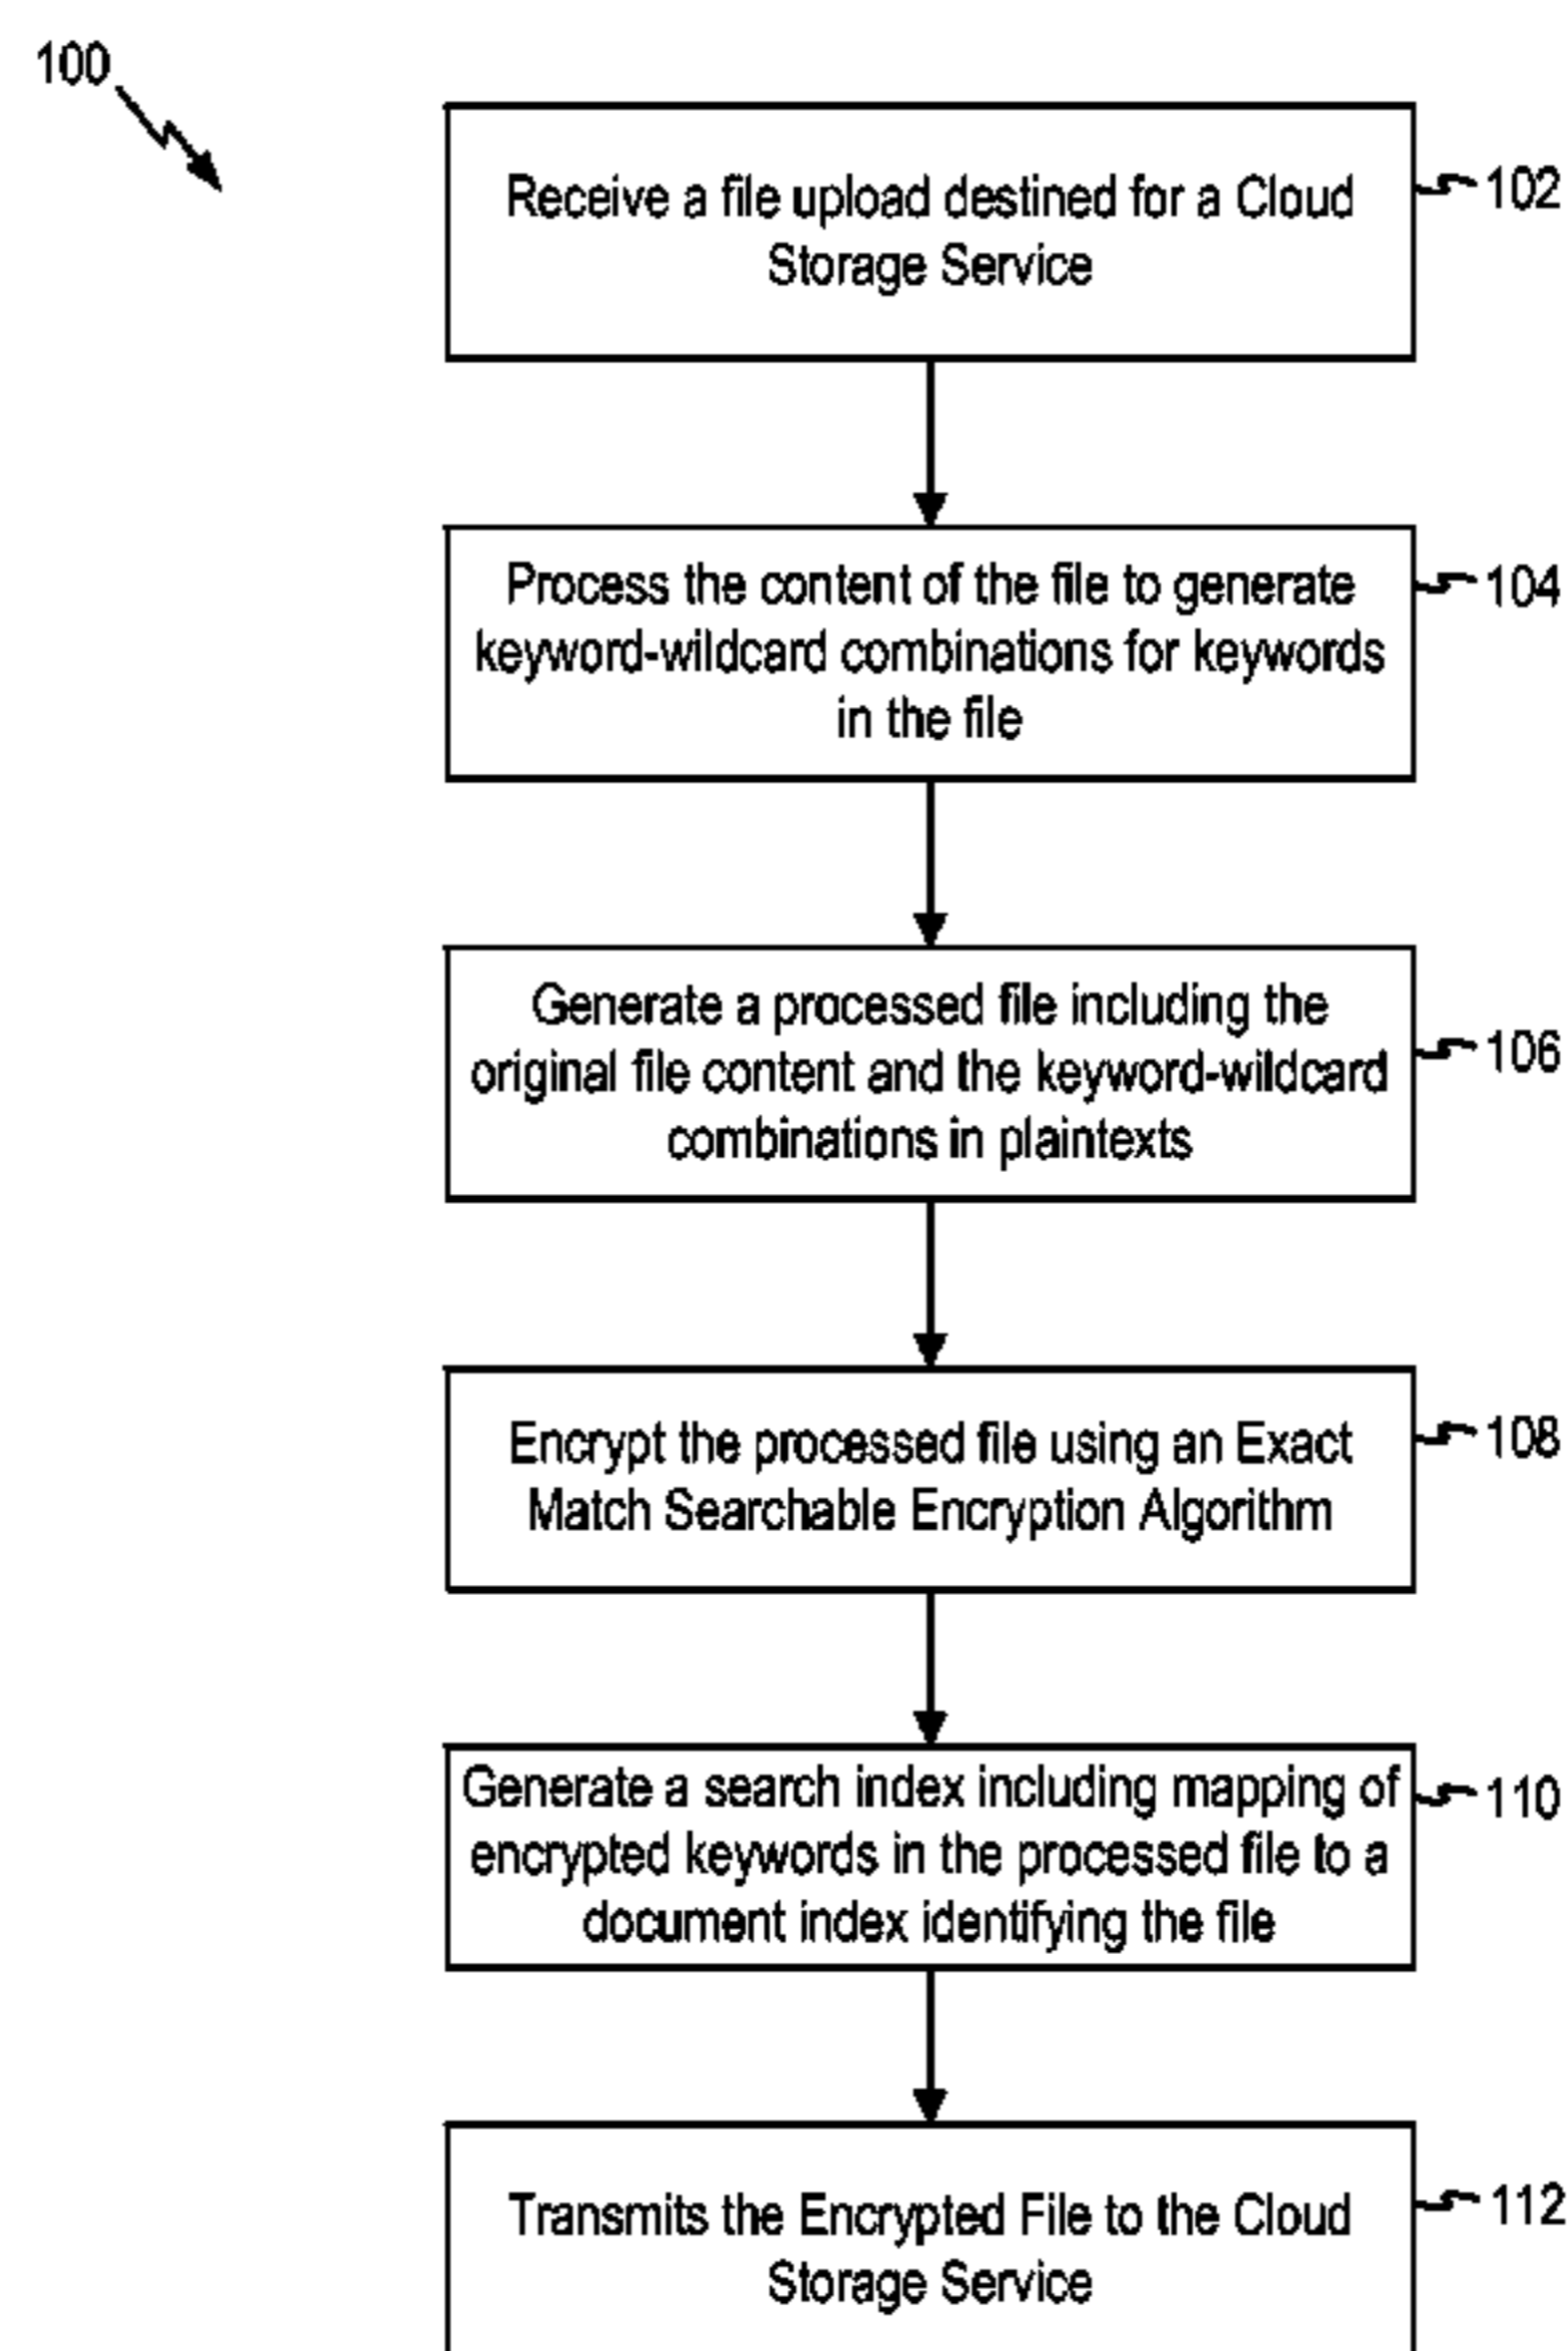 100
Receive a file upload destined for a Cloud
Storage Service
102
Process the content of the file to generate
keyword-wildcard combinations for keywords
in the file
104
Generate a processed file including the
original file content and the keyword-wildcard
combinations in plaintexts
106
Encrypt the processed file using an Exact
Match Searchable Encryption Algorithm
108
Generate a search index including mapping of
encrypted keywords in the processed file to a
document index identifying the file
110
Transmits the Encrypted File to the Cloud
Storage Service
112